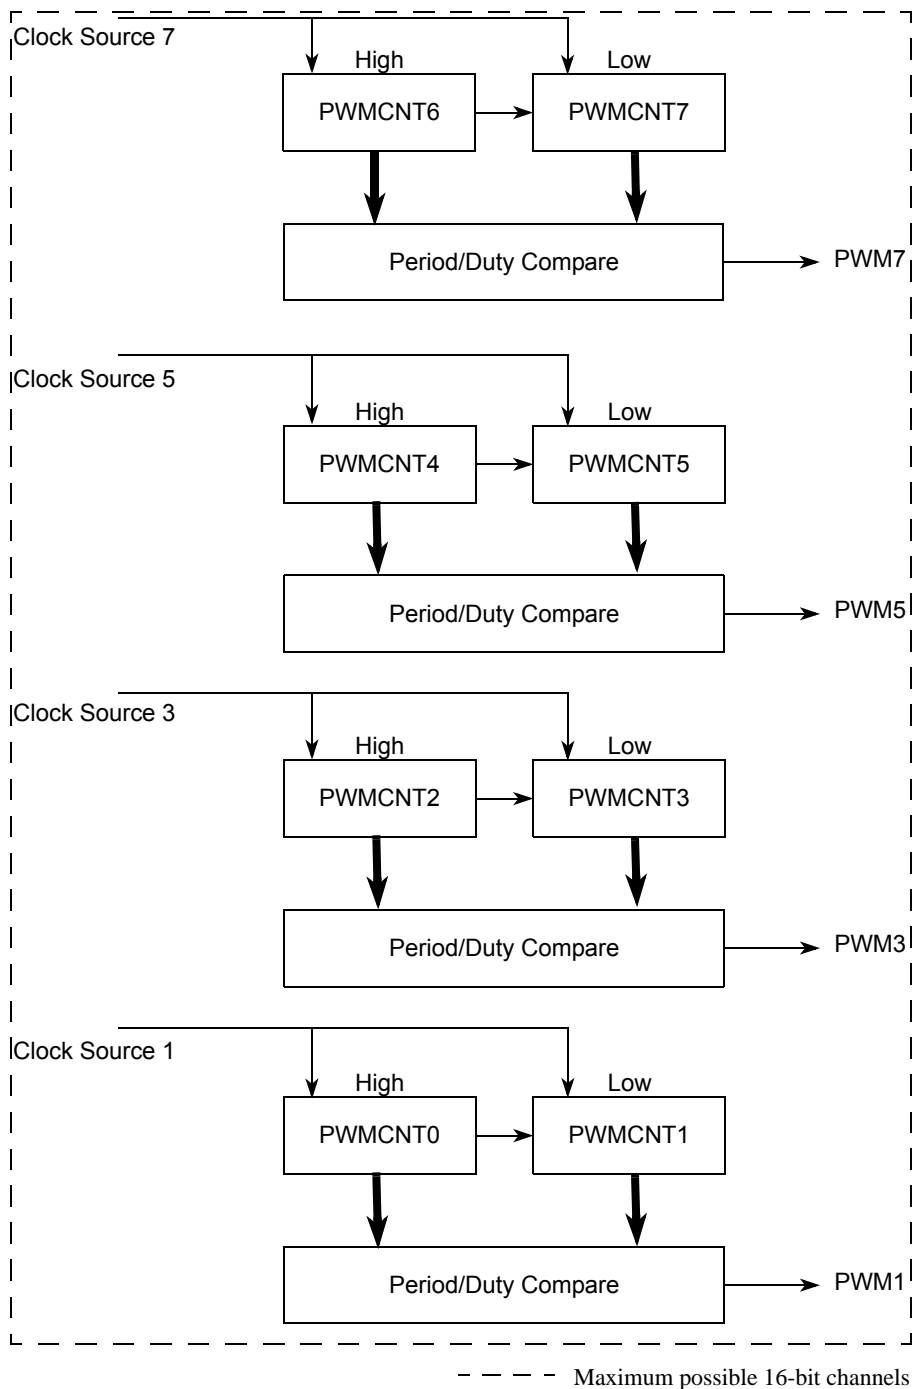 Clock Source 7
High Low
PWMCNT6 PWMCNT7
Period/Duty Compare PWM7
Clock Source 5
High Low
PWMCNT4 PWMCNT5
Period/Duty Compare PWM5
Clock Source 3
High Low
PWMCNT2 PWMCNT3
Period/Duty Compare PWM3
Clock Source 1
High Low
PWMCNT0 PWMCNT1
Period/Duty Compare PWM1
Maximum possible 16-bit channels